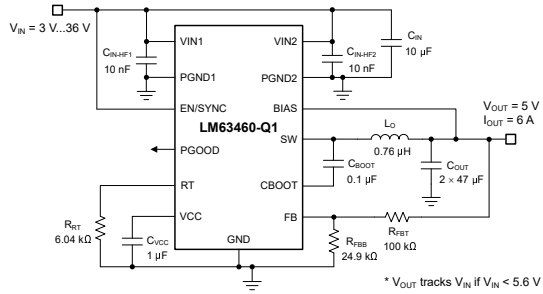 V_IN = 3 V...36 V
C_IN-HF1
10 nF
VIN1
PGND1
EN/SYNC
PGOOD
RT
VCC
GND
LM63460-Q1
VIN2
PGND2
BIAS
SW
CBOOT
FB
C_IN-HF2
10 nF
C_IN
10 µF
V_OUT = 5 V
I_OUT = 6 A
L_O
0.76 µH
C_BOOT
0.1 µF
C_OUT
2 × 47 µF
R_RT
6.04 kΩ
C_VCC
1 µF
R_FBB
24.9 kΩ
R_FBT
100 kΩ
* V_OUT tracks V_IN if V_IN < 5.6 V